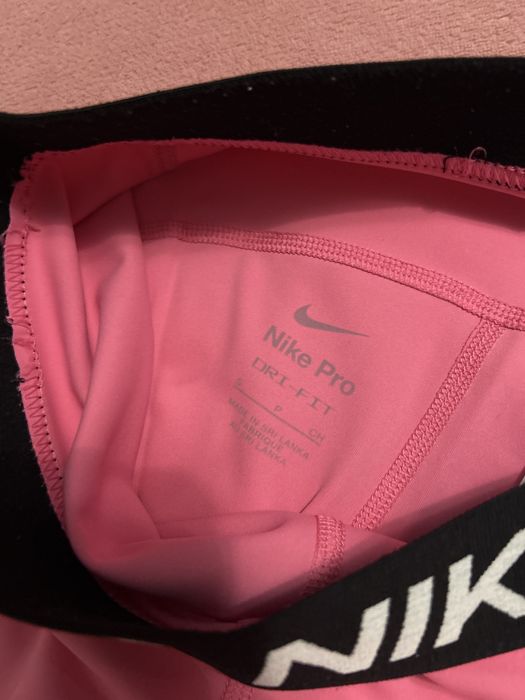 Nike Pro
DRI-FIT
S P CH
MADE IN SRI LANKA
FABRIQUÉ
AU SRI LANKA
NIK